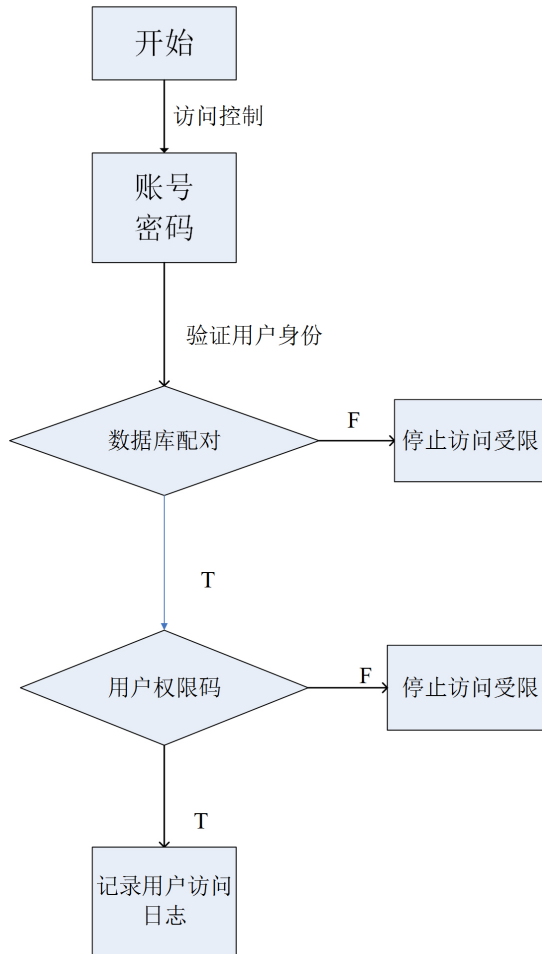 开始
访问控制
账号
密码
验证用户身份
数据库配对
F
停止访问受限
T
用户权限码
F
停止访问受限
T
记录用户访问
日志